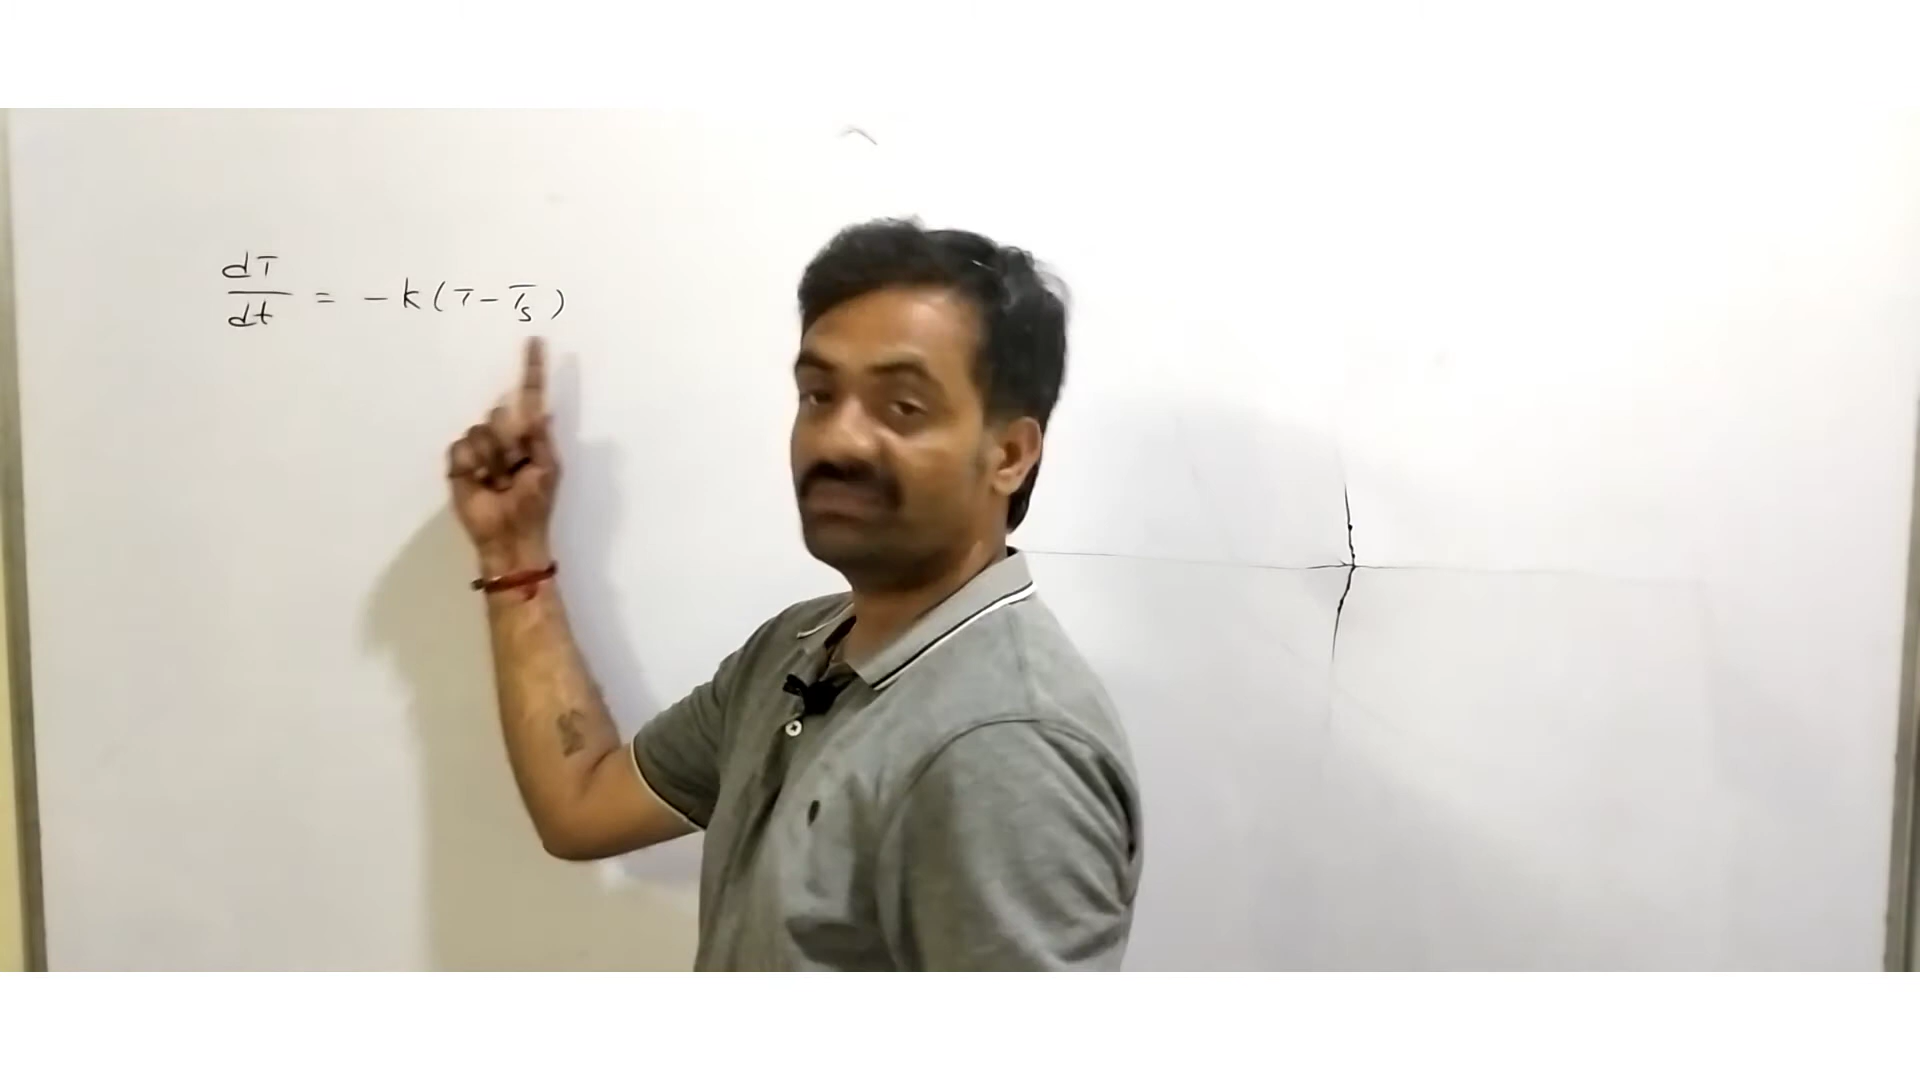 dT/dt = -k(T-Ts)